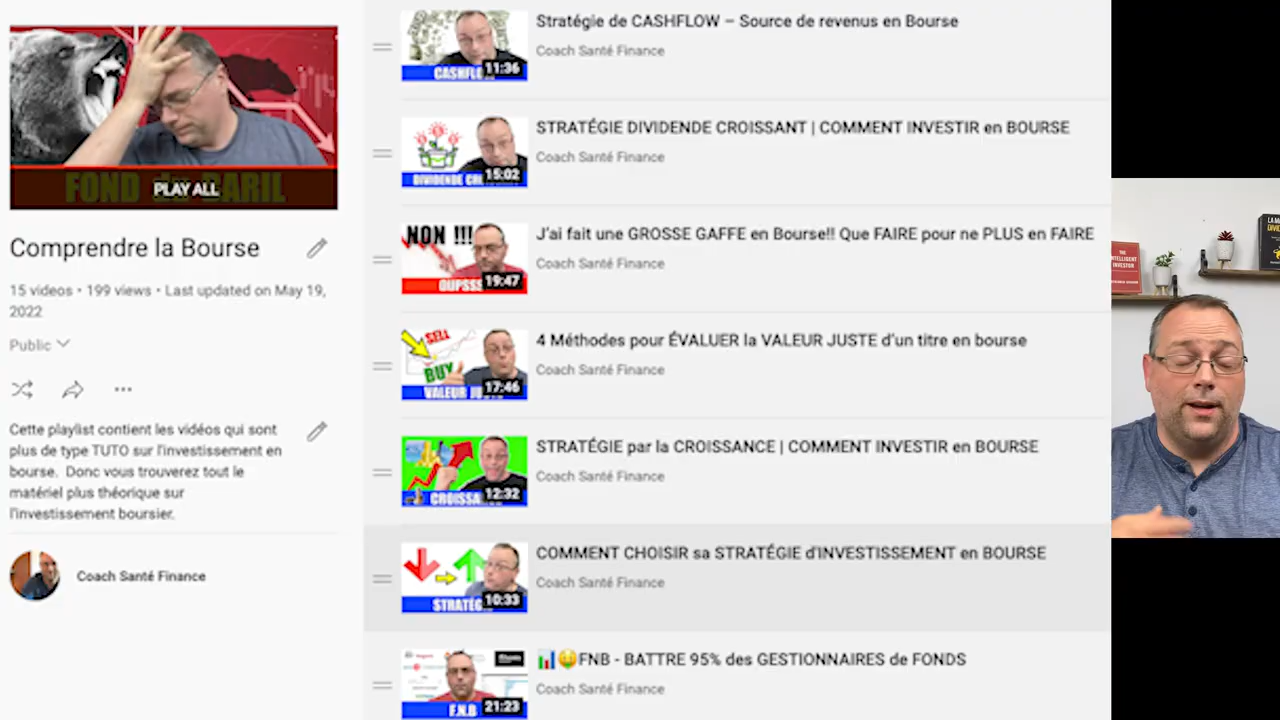 FOND du BARIL
PLAY ALL
Comprendre la Bourse
15 videos • 199 views • Last updated on May 19,
2022
Public
Cette playlist contient les vidéos qui sont
plus de type TUTO sur l'investissement en
bourse. Donc vous trouverez tout le
matériel plus théorique sur
l'investissement boursier.
Coach Santé Finance
11:36
Stratégie de CASHFLOW – Source de revenus en Bourse
Coach Santé Finance
15:02
STRATÉGIE DIVIDENDE CROISSANT | COMMENT INVESTIR en BOURSE
Coach Santé Finance
NON !!!
OUPSSS
19:47
J'ai fait une GROSSE GAFFE en Bourse!! Que FAIRE pour ne PLUS en FAIRE
Coach Santé Finance
SELL
BUY
VALEUR
17:46
4 Méthodes pour ÉVALUER la VALEUR JUSTE d'un titre en bourse
Coach Santé Finance
12:32
STRATÉGIE par la CROISSANCE | COMMENT INVESTIR en BOURSE
Coach Santé Finance
10:33
COMMENT CHOISIR sa STRATÉGIE d'INVESTISSEMENT en BOURSE
Coach Santé Finance
F.N.B
21:23
📊🤑FNB - BATTRE 95% des GESTIONNAIRES de FONDS
Coach Santé Finance
THE
INTELLIGENT
INVESTOR